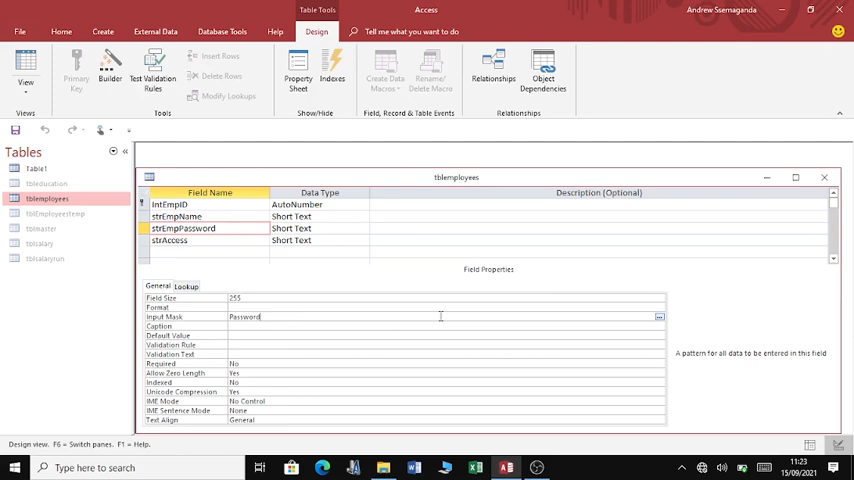 Table Tools
Access
Andrew Ssemaganda
File Home Create External Data Database Tools Help Design Tell me what you want to do
View
Primary Key
Builder
Test Validation Rules
Insert Rows
Delete Rows
Modify Lookups
Property Sheet
Indexes
Create Data Macros
Rename/ Delete Macro
Relationships
Object Dependencies
Views
Tools
Show/Hide
Field, Record & Table Events
Relationships
Tables
Table1
tbleducation
tblemployees
tblEmployeestemp
tblmaster
tblsalary
tblsalaryrun
tblemployees
Field Name Data Type Description (Optional)
IntEmpID AutoNumber
strEmpName Short Text
strEmpPassword Short Text
strAccess Short Text
Field Properties
General Lookup
Field Size 255
Format
Input Mask Password
Caption
Default Value
Validation Rule
Validation Text
Required No
Allow Zero Length Yes
Indexed No
Unicode Compression Yes
IME Mode No Control
IME Sentence Mode None
Text Align General
A pattern for all data to be entered in this field
Design view. F6 = Switch panes. F1 = Help.
Type here to search
11:23
15/09/2021